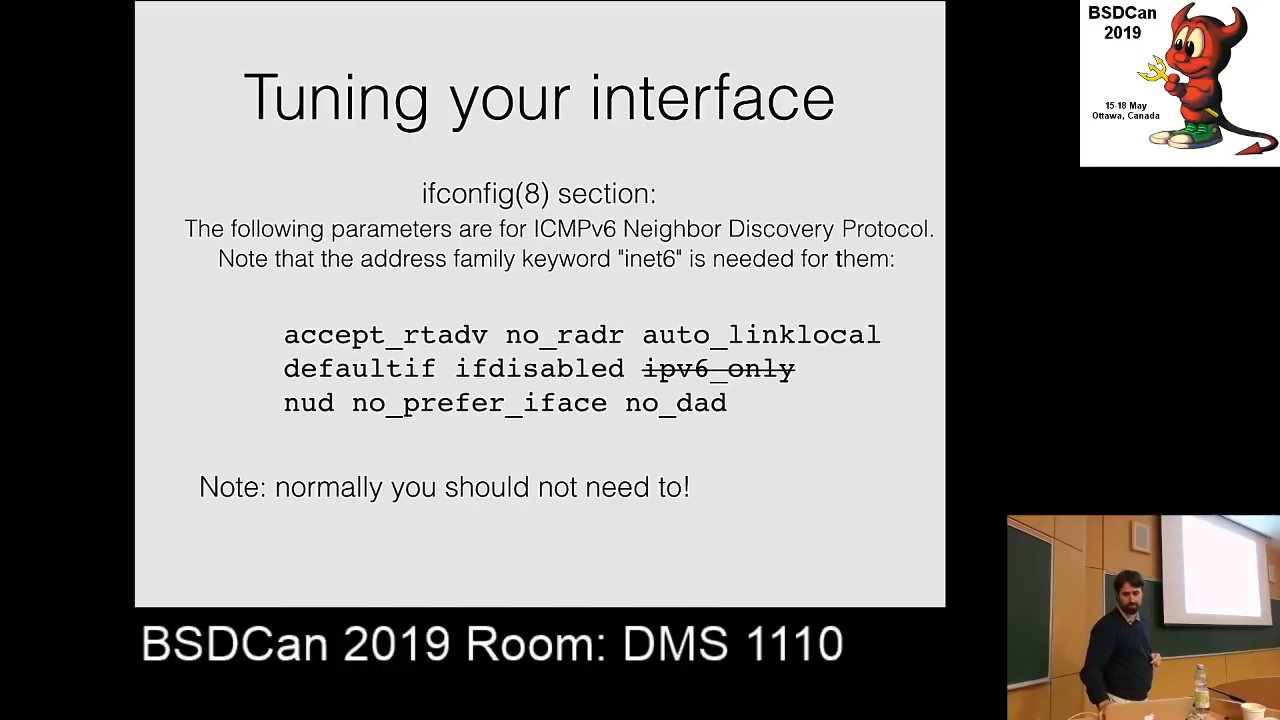 Tuning your interface
ifconfig(8) section:
The following parameters are for ICMPv6 Neighbor Discovery Protocol.
Note that the address family keyword "inet6" is needed for them:
accept_rtadv no_radr auto_linklocal
defaultif ifdisabled ipv6_only
nud no_prefer_iface no_dad
Note: normally you should not need to!
BSDCan 2019 Room: DMS 1110
BSDCan
2019
15-18 May
Ottawa, Canada